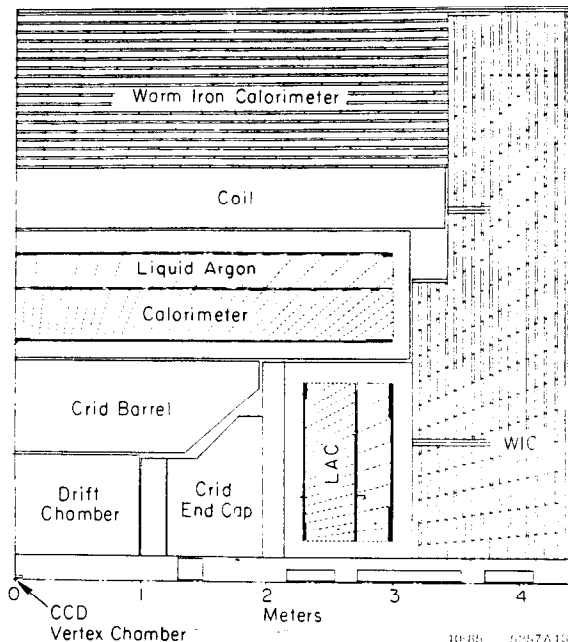 Warm Iron Calorimeter
Coil
Liquid Argon
Calorimeter
Crid Barrel
Drift
Chamber
Crid
End Cap
LAC
WIC
0 1 2 3 4
Meters
CCD
Vertex Chamber
10-85 5257A15